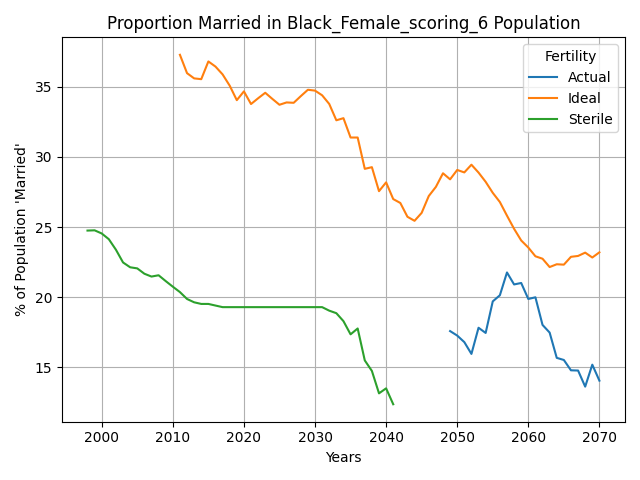 Proportion Married in Black_Female_scoring_6 Population
% of Population 'Married'
35
30
25
20
15
Fertility
Actual
Ideal
Sterile
2000 2010 2020 2030 2040 2050 2060 2070
Years